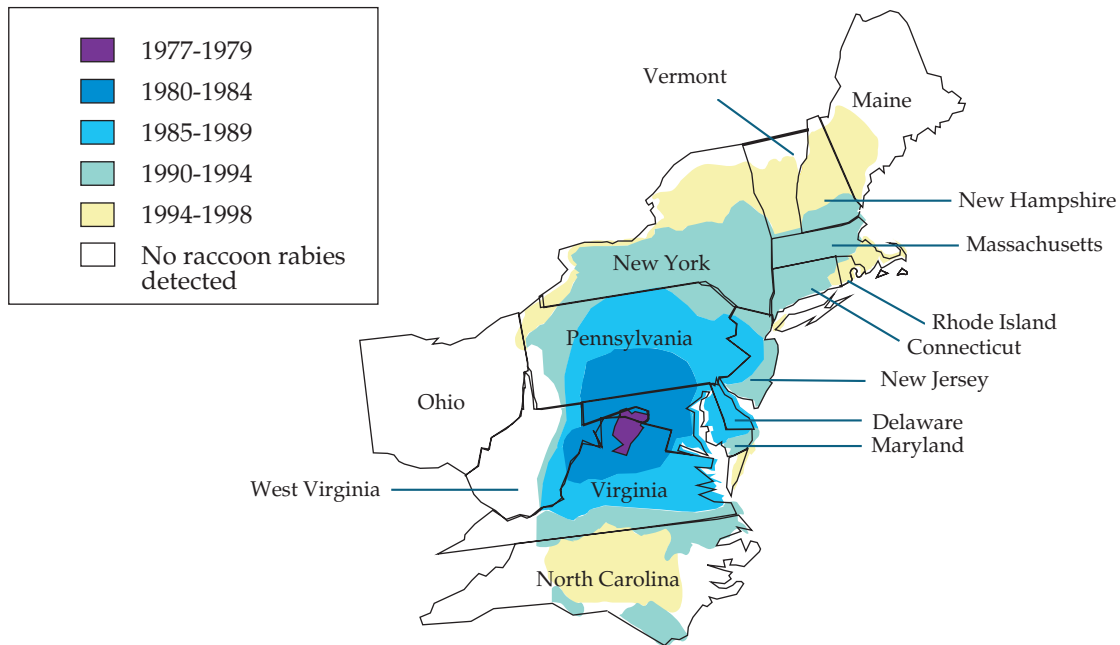 1977-1979
1980-1984
1985-1989
1990-1994
1994-1998
No raccoon rabies
detected
Vermont
Maine
New Hampshire
Massachusetts
New York
Rhode Island
Pennsylvania
Connecticut
New Jersey
Ohio
Delaware
Maryland
West Virginia
Virginia
North Carolina